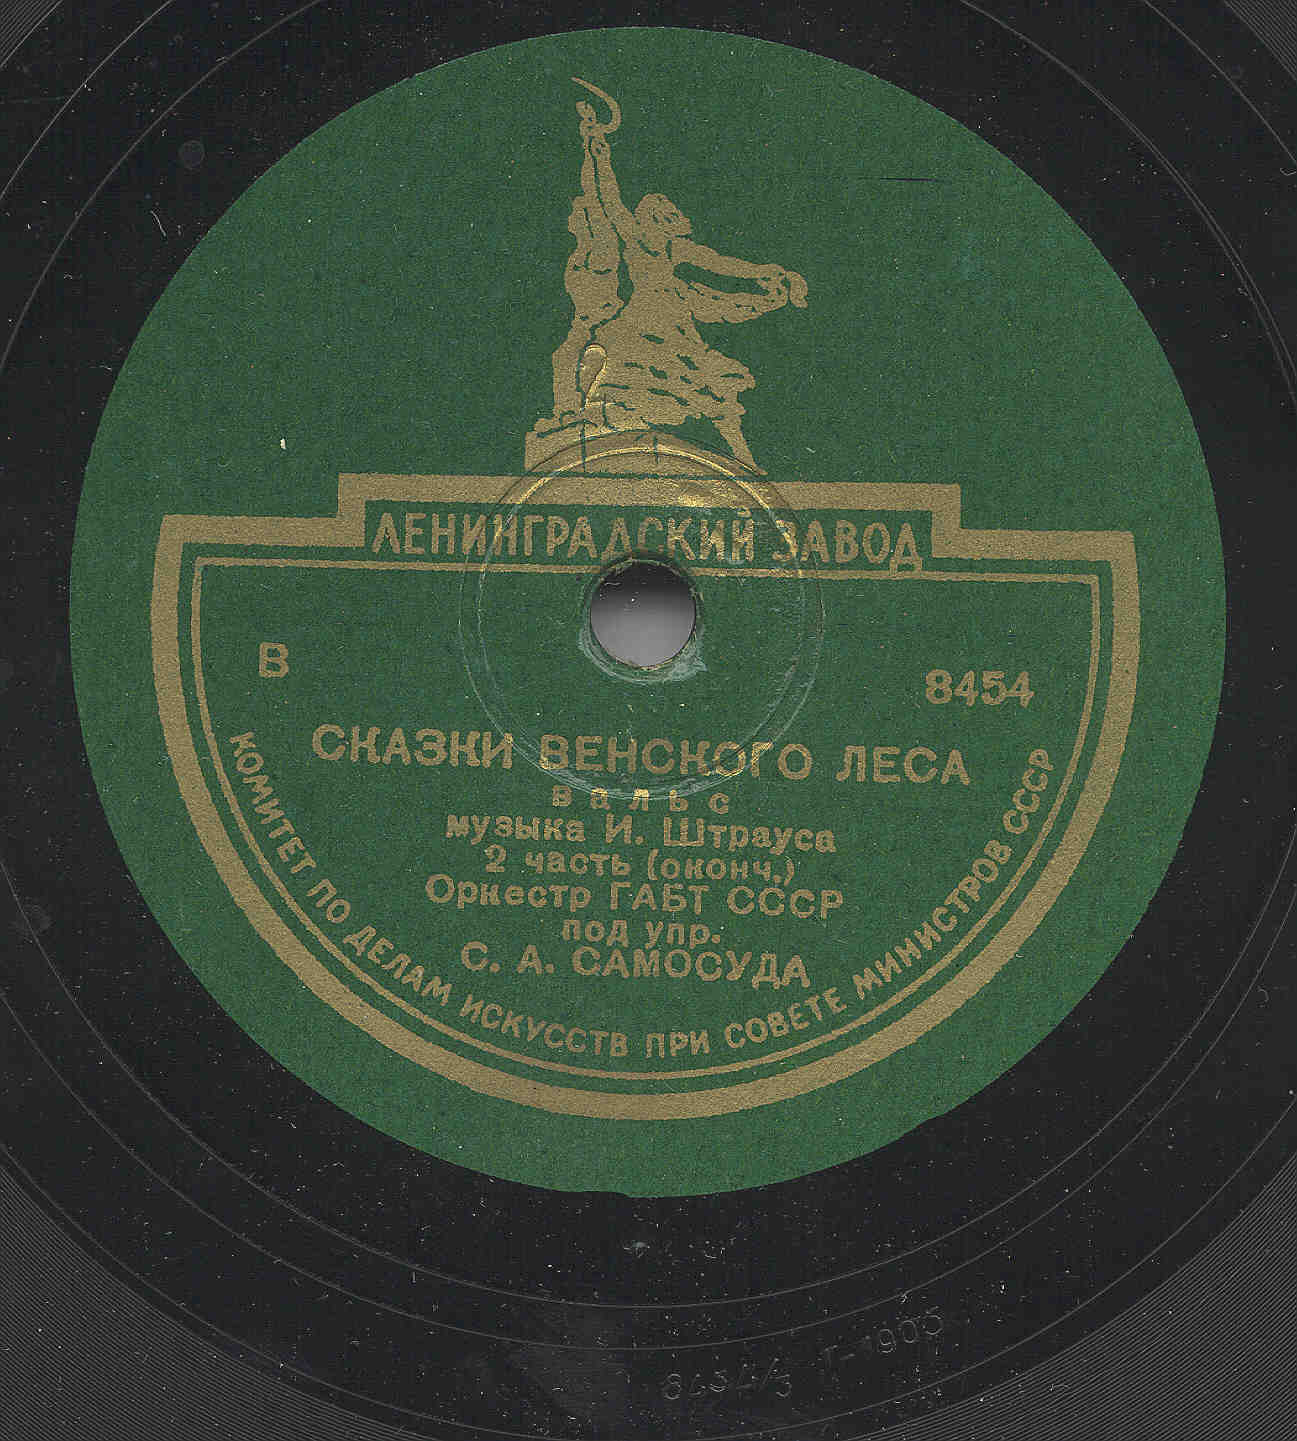 ЛЕНИНГРАДСКИЙ ЗАВОД
В
8454
СКАЗКИ ВЕНСКОГО ЛЕСА
вальс
музыка И. Штрауса
2 часть (оконч.)
Оркестр ГАБТ СССР
под упр.
С. А. САМОСУДА
КОМИТЕТ ПО ДЕЛАМ ИСКУССТВ ПРИ СОВЕТЕ МИНИСТРОВ СССР